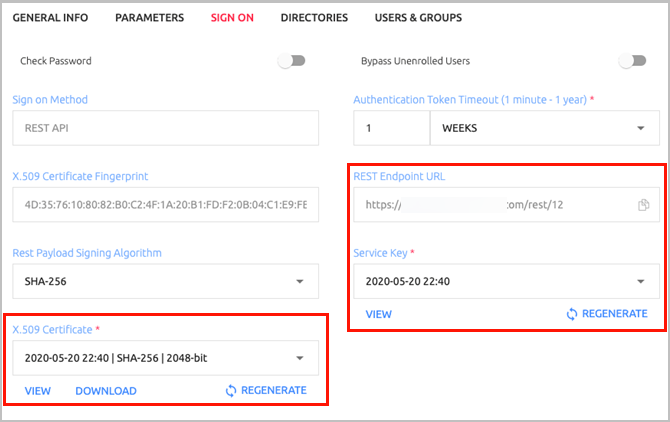 GENERAL INFO PARAMETERS SIGN ON DIRECTORIES USERS & GROUPS
Check Password
Bypass Unenrolled Users
Sign on Method
REST API
Authentication Token Timeout (1 minute - 1 year) *
1 WEEKS
X.509 Certificate Fingerprint
4D:35:76:10:80:82:B0:C2:4F:1A:20:B1:FD:F2:0B:04:C1:E9:FE
REST Endpoint URL
https:/ .com/rest/12
Rest Payload Signing Algorithm
SHA-256
Service Key *
2020-05-20 22:40
VIEW REGENERATE
X.509 Certificate *
2020-05-20 22:40 | SHA-256 | 2048-bit
VIEW DOWNLOAD REGENERATE